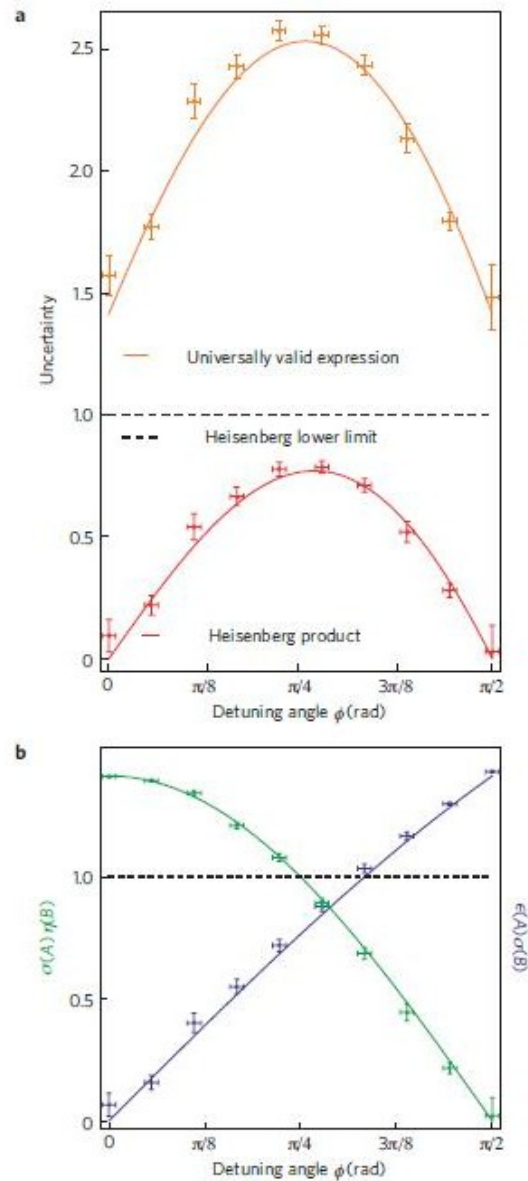 a
2.5
2.0
Uncertainty
1.5
Universally valid expression
1.0
Heisenberg lower limit
0.5
Heisenberg product
0
0 π/8 π/4 3π/8 π/2
Detuning angle ϕ (rad)
b
σ(A) η(B)
1.0
ϵ(A)σ(B)
0.5
0
0 π/8 π/4 3π/8 π/2
Detuning angle ϕ (rad)